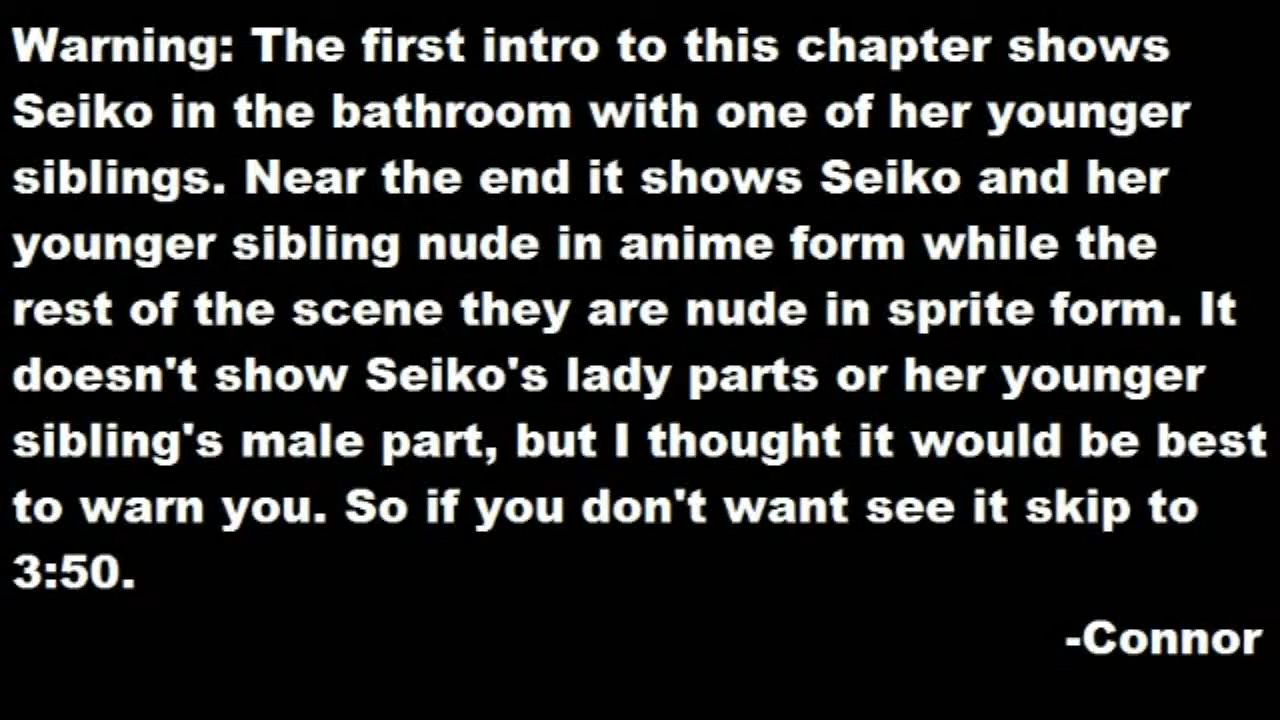 Warning: The first intro to this chapter shows
Seiko in the bathroom with one of her younger
siblings. Near the end it shows Seiko and her
younger sibling nude in anime form while the
rest of the scene they are nude in sprite form. It
doesn't show Seiko's lady parts or her younger
sibling's male part, but I thought it would be best
to warn you. So if you don't want see it skip to
3:50.
-Connor